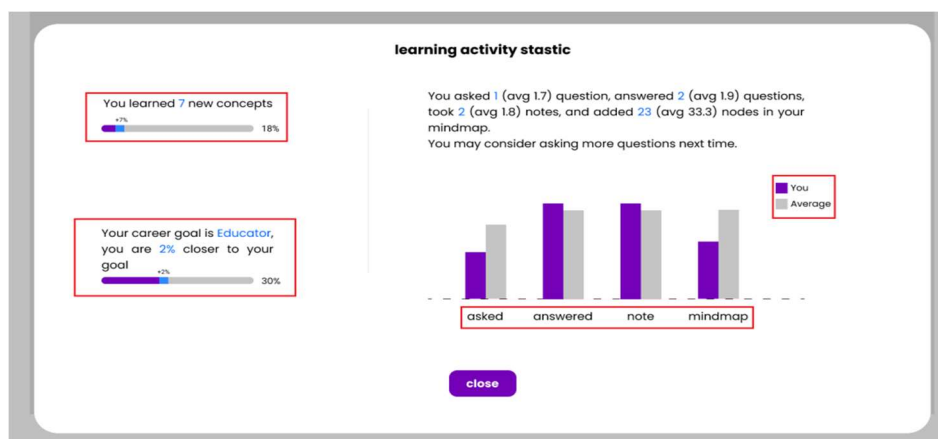 learning activity stastic
You learned 7 new concepts
+7%
18%
Your career goal is Educator,
you are 2% closer to your
goal
+2%
30%
You asked 1 (avg 1.7) question, answered 2 (avg 1.9) questions,
took 2 (avg 1.8) notes, and added 23 (avg 33.3) nodes in your
mindmap.
You may consider asking more questions next time.
You
Average
asked answered note mindmap
close